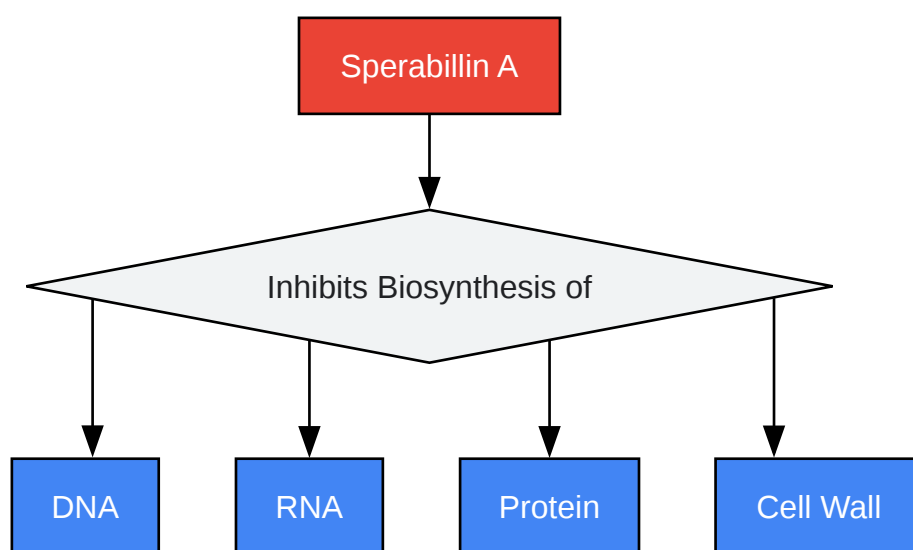 Sperabillin A
Inhibits Biosynthesis of
DNA
RNA
Protein
Cell Wall